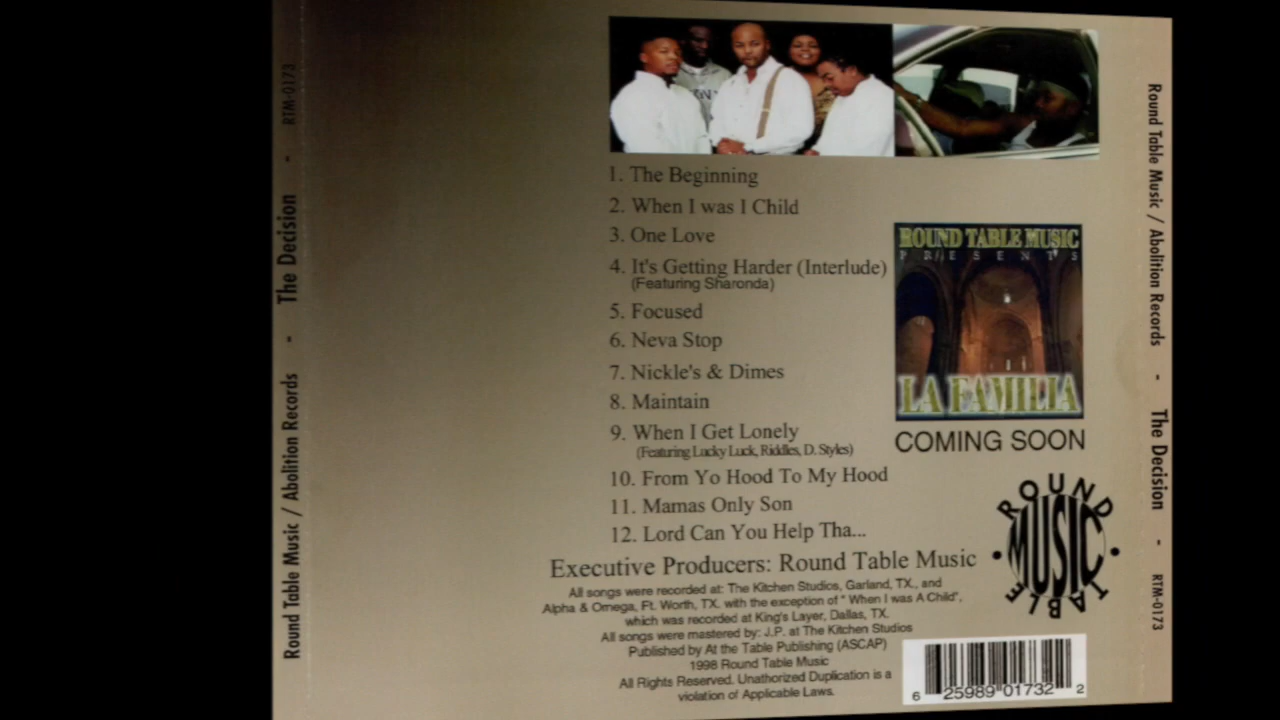 Round Table Music / Abolition Records - The Decision - RTM-0173
1. The Beginning
2. When I was I Child
3. One Love
4. It's Getting Harder (Interlude)
(Featuring Sharonda)
5. Focused
6. Neva Stop
7. Nickle's & Dimes
8. Maintain
9. When I Get Lonely
(Featuring Lucky Luck, Riddles, D. Styles)
10. From Yo Hood To My Hood
11. Mamas Only Son
12. Lord Can You Help Tha...
ROUND TABLE MUSIC
PRESENTS
LA FAMILIA
COMING SOON
ROUND
MUSIC
TABLE
Executive Producers: Round Table Music
All songs were recorded at: The Kitchen Studios, Garland, TX., and
Alpha & Omega, Ft. Worth, TX. with the exception of " When I was A Child",
which was recorded at King's Layer, Dallas, TX.
All songs were mastered by: J.P. at The Kitchen Studios
Published by At the Table Publishing (ASCAP)
1998 Round Table Music
All Rights Reserved. Unathorized Duplication is a
violation of Applicable Laws.
6 25989 01732 2
Round Table Music / Abolition Records - The Decision - RTM-0173